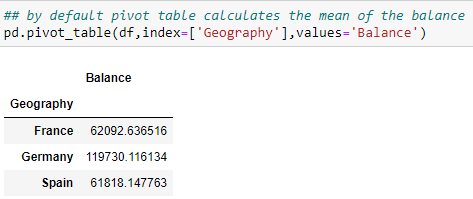 ## by default pivot table calculates the mean of the balance
pd.pivot_table(df,index=['Geography'],values='Balance')
Balance
Geography
France 62092.636516
Germany 119730.116134
Spain 61818.147763